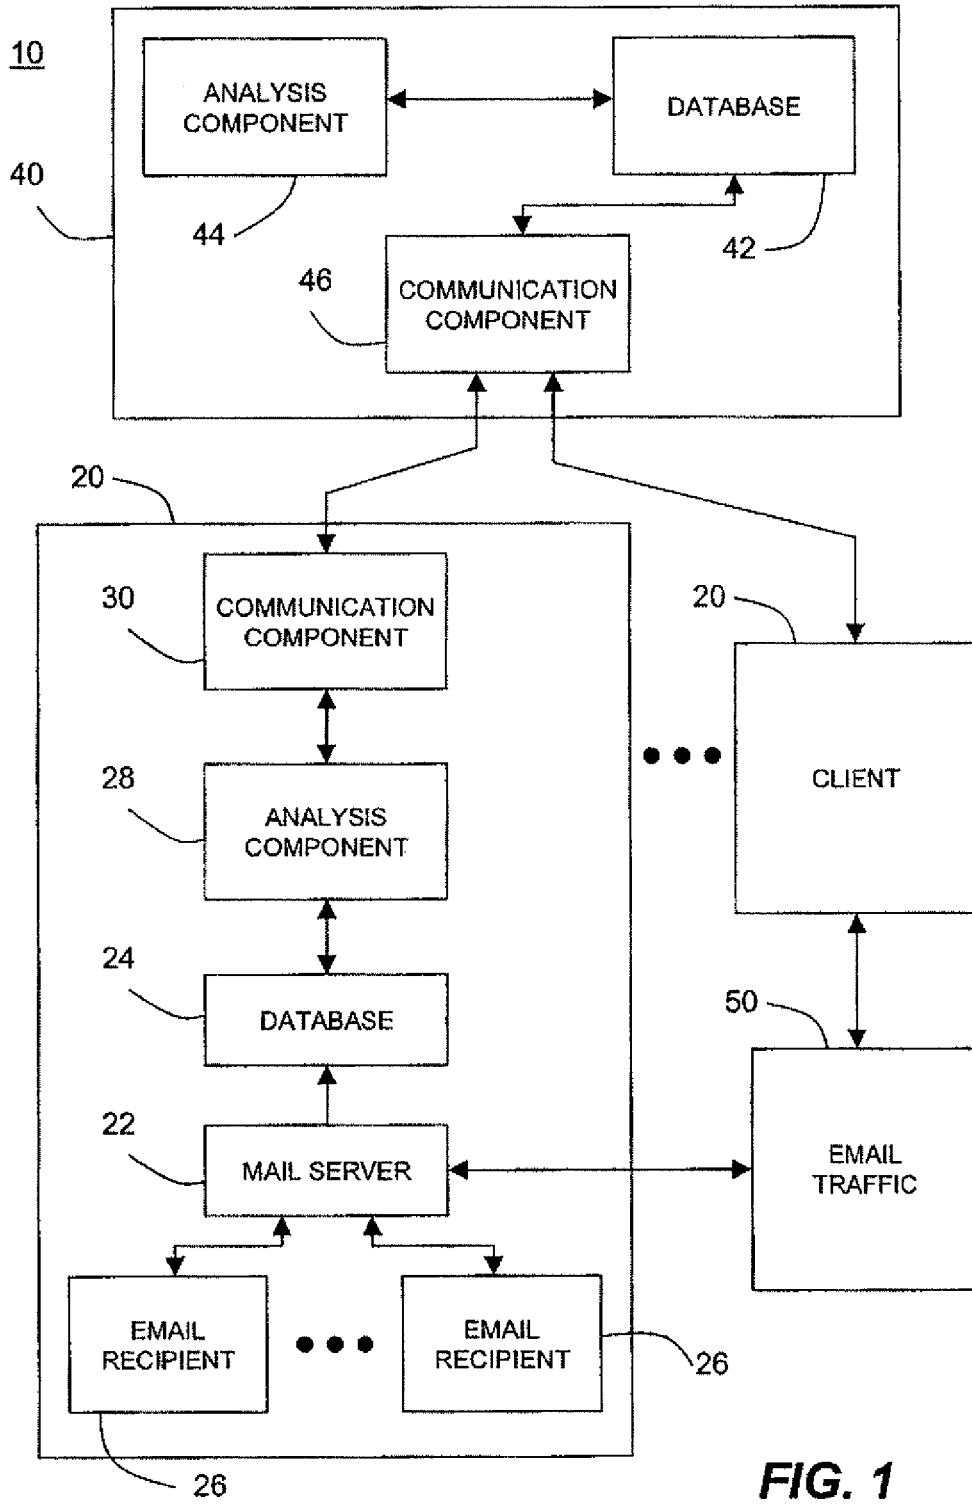 10
ANALYSIS
COMPONENT
DATABASE
40
44
42
46
COMMUNICATION
COMPONENT
20
30
COMMUNICATION
COMPONENT
20
28
ANALYSIS
COMPONENT
CLIENT
24
DATABASE
50
22
MAIL SERVER
EMAIL
TRAFFIC
EMAIL
RECIPIENT
EMAIL
RECIPIENT
26
26
FIG. 1